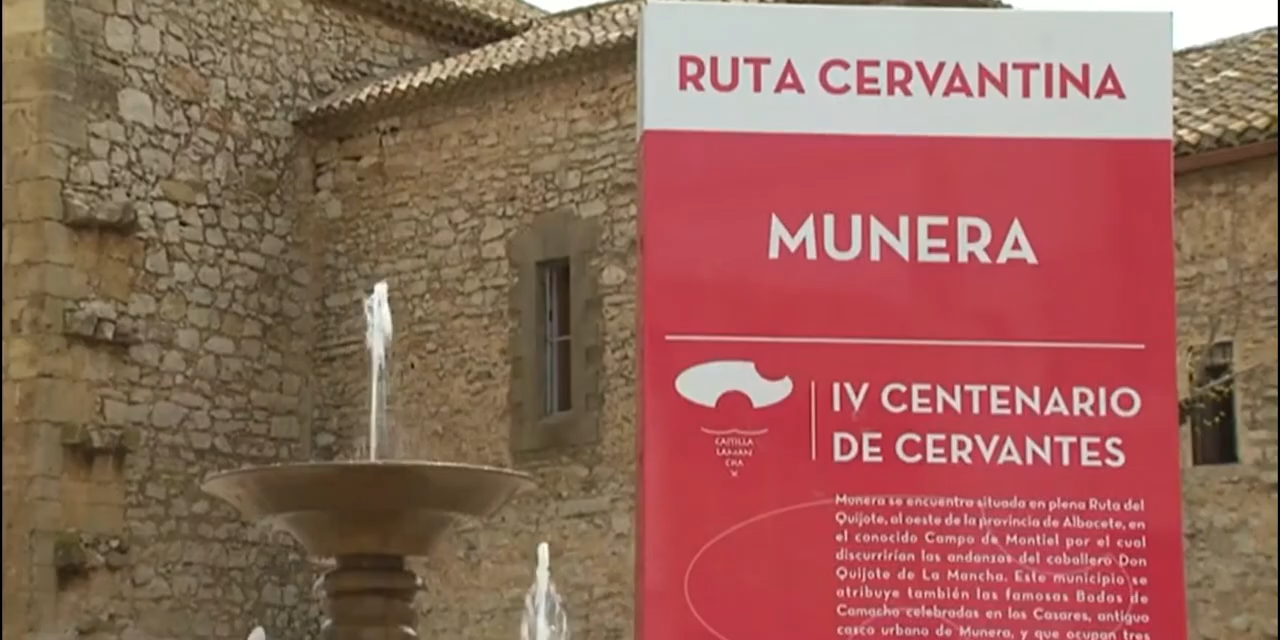 RUTA CERVANTINA
MUNERA
CASTILLA
LAMAN
CHA
IV CENTENARIO
DE CERVANTES
Munera se encuentra situada en plena Ruta del
Quijote, al oeste de la provincia de Albacete, en
el conocido Campo de Montiel por el cual
discurrirían las andanzas del caballero Don
Quijote de La Mancha. Este municipio se
atribuye también las famosas Bodas de
Camacho celebradas en los Casares, antiguo
casco urbano de Munera, y que ocupan tres